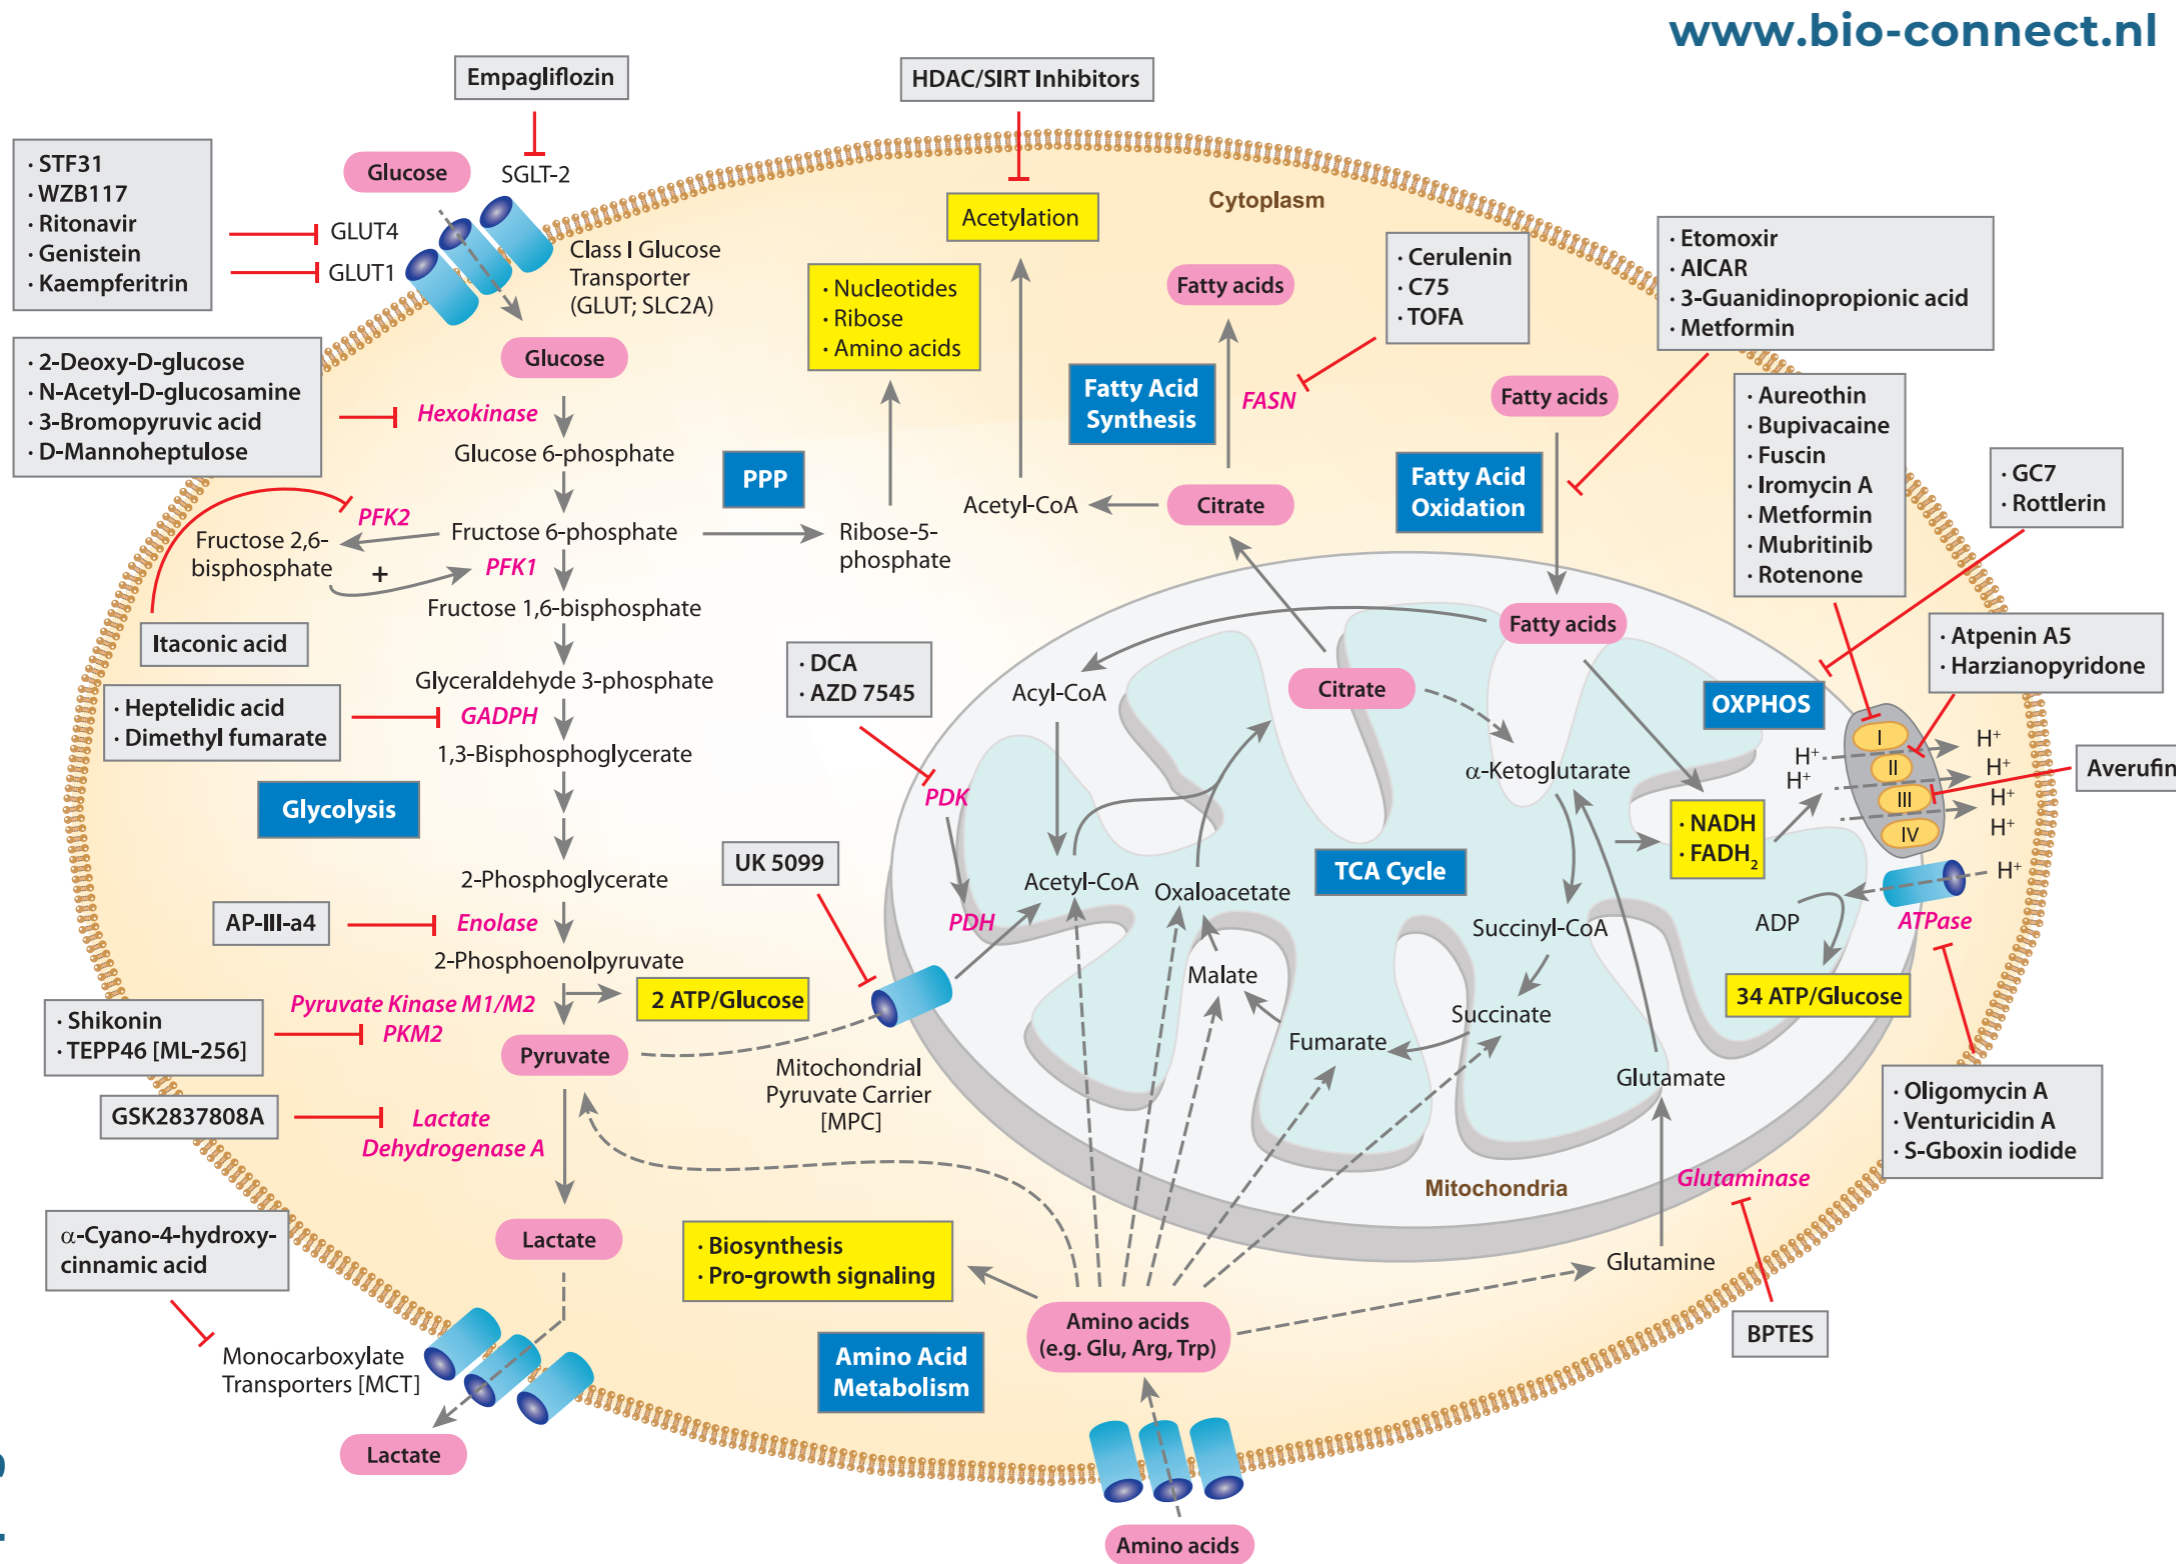 www.bio-connect.nl
Empagliflozin
HDAC/SIRT Inhibitors
· STF31
· WZB117
· Ritonavir
· Genistein
· Kaempferitrin
Glucose
SGLT-2
GLUT4
GLUT1
Class I Glucose
Transporter
(GLUT; SLC2A)
Acetylation
Cytoplasm
· Nucleotides
· Ribose
· Amino acids
Fatty acids
· Cerulenin
· C75
· TOFA
· Etomoxir
· AICAR
· 3-Guanidinopropionic acid
· Metformin
· 2-Deoxy-D-glucose
· N-Acetyl-D-glucosamine
· 3-Bromopyruvic acid
· D-Mannoheptulose
Glucose
Hexokinase
Glucose 6-phosphate
PPP
Fatty Acid
Synthesis
FASN
Fatty acids
Fatty Acid
Oxidation
· Aureothin
· Bupivacaine
· Fuscin
· Iromycin A
· Metformin
· Mubritinib
· Rotenone
· GC7
· Rottlerin
PFK2
Fructose 2,6-
bisphosphate
+
Fructose 6-phosphate
PFK1
Ribose-5-
phosphate
Acetyl-CoA
Citrate
Fructose 1,6-bisphosphate
Itaconic acid
Fatty acids
· Atpenin A5
· Harzianopyridone
· DCA
· AZD 7545
Acyl-CoA
Citrate
OXPHOS
Glyceraldehyde 3-phosphate
· Heptelidic acid
· Dimethyl fumarate
GADPH
1,3-Bisphosphoglycerate
Glycolysis
PDK
α-Ketoglutarate
H+
H+
I
II
III
IV
H+
H+
H+
H+
Averufin
· NADH
· FADH2
UK 5099
2-Phosphoglycerate
Acetyl-CoA
Oxaloacetate
TCA Cycle
H+
AP-III-a4
Enolase
PDH
Succinyl-CoA
ADP
ATPase
2-Phosphoenolpyruvate
Malate
2 ATP/Glucose
34 ATP/Glucose
Pyruvate Kinase M1/M2
PKM2
· Shikonin
· TEPP46 [ML-256]
Succinate
Fumarate
Pyruvate
Mitochondrial
Pyruvate Carrier
[MPC]
Glutamate
GSK2837808A
Lactate
Dehydrogenase A
· Oligomycin A
· Venturicidin A
· S-Gboxin iodide
Glutaminase
Mitochondria
α-Cyano-4-hydroxy-
cinnamic acid
Lactate
· Biosynthesis
· Pro-growth signaling
Glutamine
Amino acids
(e.g. Glu, Arg, Trp)
BPTES
Monocarboxylate
Transporters [MCT]
Amino Acid
Metabolism
Lactate
Amino acids